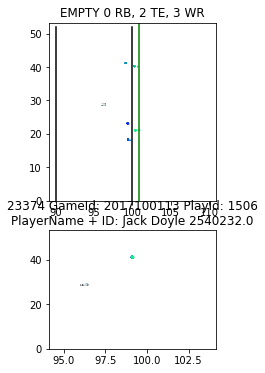 EMPTY 0 RB, 2 TE, 3 WR
50
40
30
20
10
0
90 95 100 105 110
23374 GameId: 2017100113 PlayId: 1506
PlayerName + ID: Jack Doyle 2540232.0
40
20
0
95.0 97.5 100.0 102.5